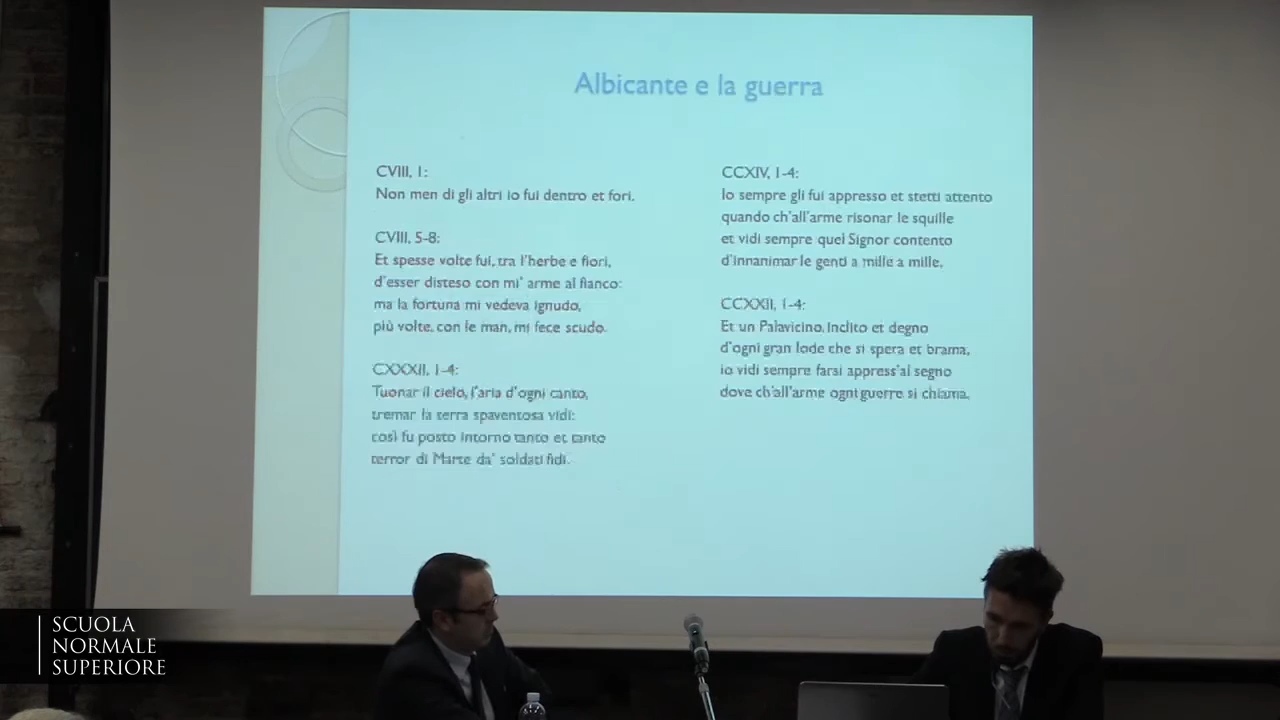 Albicante e la guerra
CVIII, 1:
Non men di gli altri io fui dentro et fori.
CVIII, 5-8:
Et spesse volte fui, tra l'herbe e fiori,
d'esser disteso con mi' arme al fianco:
ma la fortuna mi vedeva ignudo,
più volte, con le man, mi fece scudo.
CXXXII, 1-4:
Tuonar il cielo, l'aria d'ogni canto,
tremar la terra spaventosa vidi:
così fu posto intorno tanto et tanto
terror di Marte da' soldati fidi.
CCXIV, 1-4:
Io sempre gli fui appresso et stetti attento
quando ch'all'arme risonar le squille
et vidi sempre quel Signor contento
d'innanimar le genti a mille a mille.
CCXXII, 1-4:
Et un Palavicino, inclito et degno
d'ogni gran lode che si spera et brama,
io vidi sempre farsi appress'al segno
dove ch'all'arme ogni guerre si chiama.
SCUOLA
NORMALE
SUPERIORE